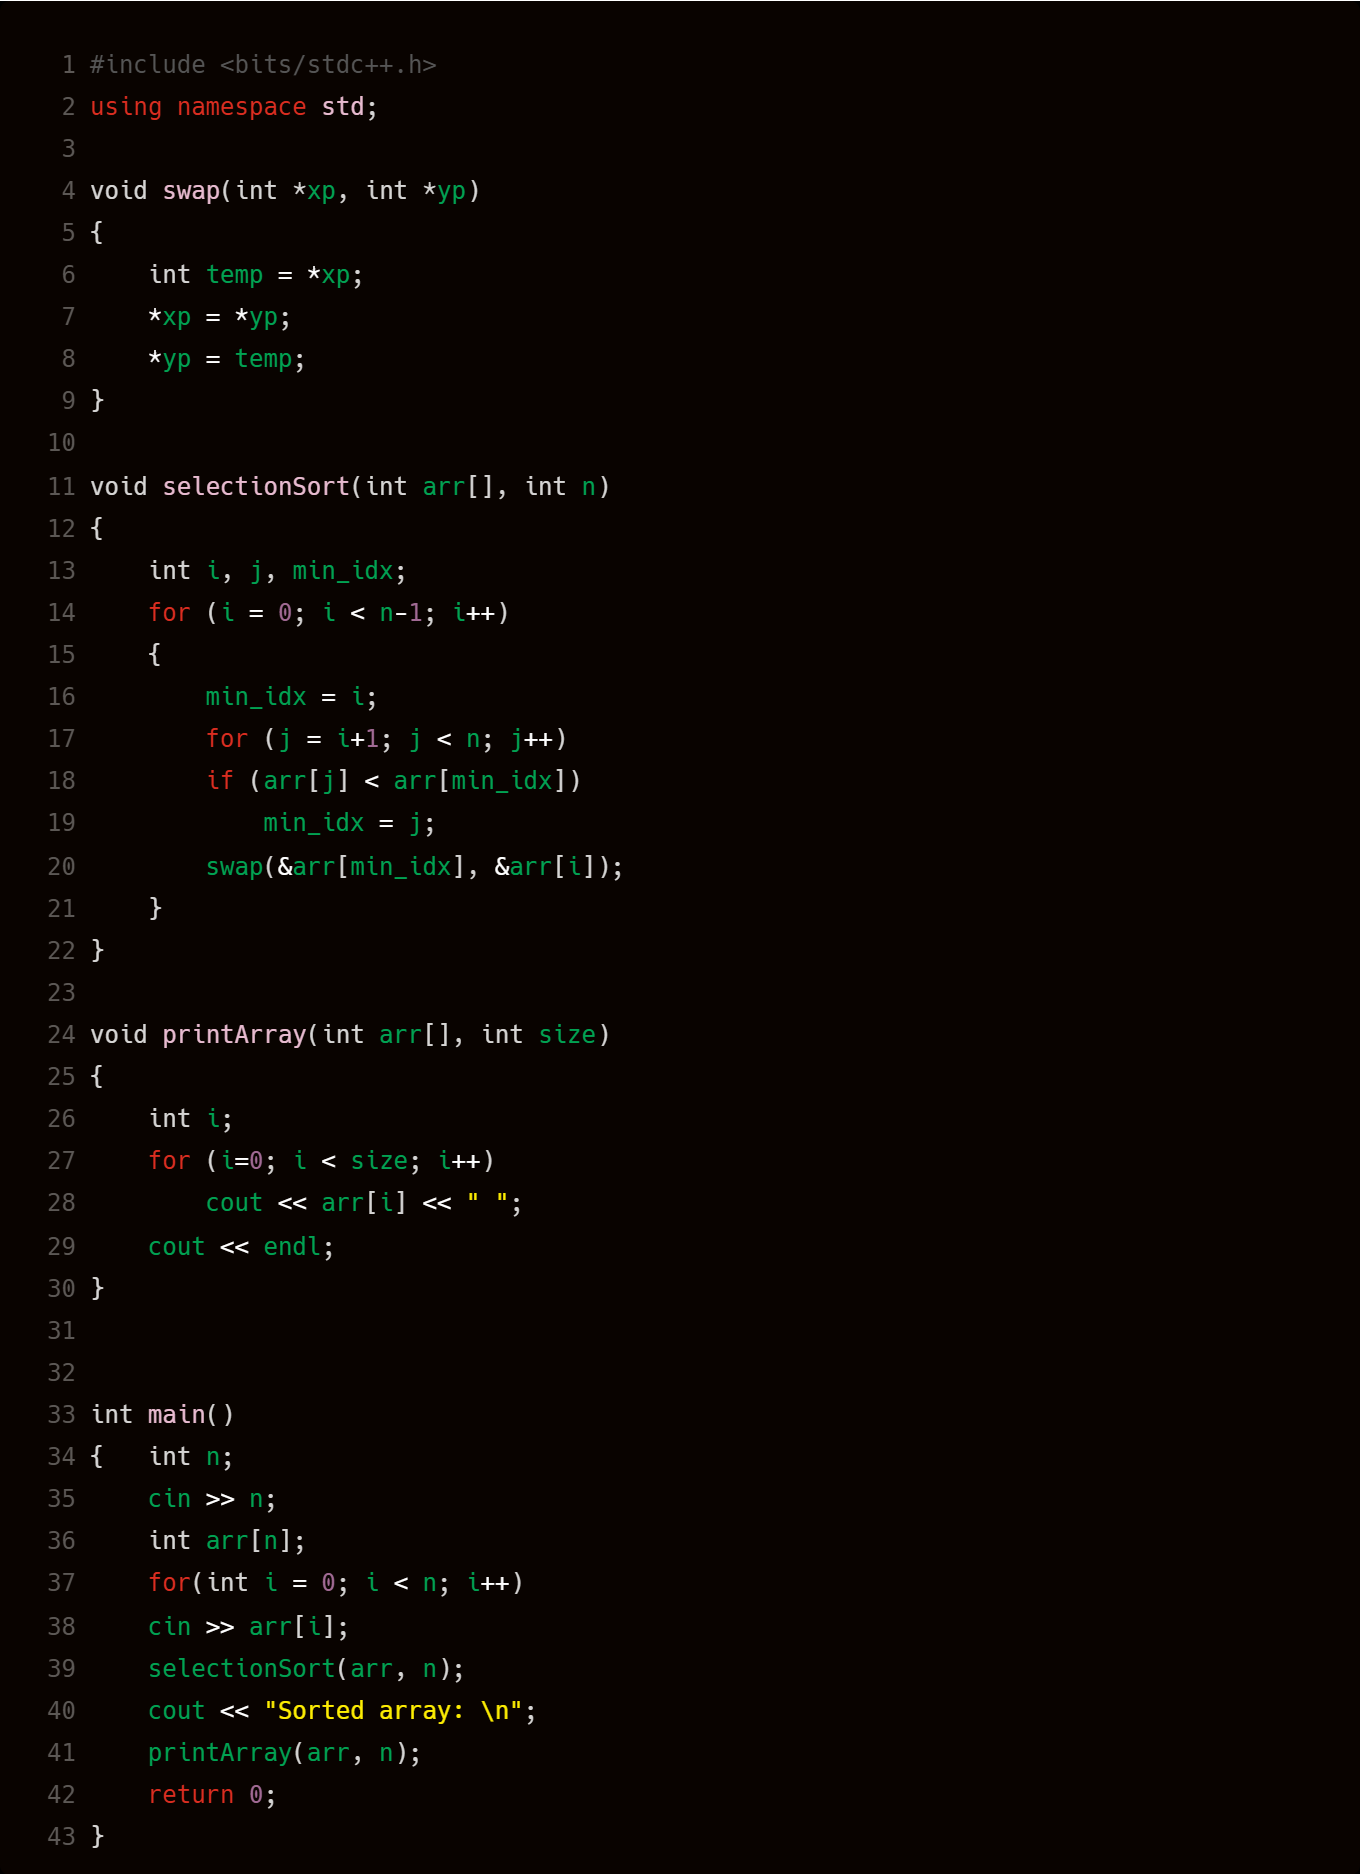 1 #include <bits/stdc++.h>
2 using namespace std;
3
4 void swap(int *xp, int *yp)
5 {
6     int temp = *xp;
7     *xp = *yp;
8     *yp = temp;
9 }
10
11 void selectionSort(int arr[], int n)
12 {
13     int i, j, min_idx;
14     for (i = 0; i < n-1; i++)
15     {
16         min_idx = i;
17         for (j = i+1; j < n; j++)
18         if (arr[j] < arr[min_idx])
19             min_idx = j;
20         swap(&arr[min_idx], &arr[i]);
21     }
22 }
23
24 void printArray(int arr[], int size)
25 {
26     int i;
27     for (i=0; i < size; i++)
28         cout << arr[i] << " ";
29     cout << endl;
30 }
31
32
33 int main()
34 {   int n;
35     cin >> n;
36     int arr[n];
37     for(int i = 0; i < n; i++)
38     cin >> arr[i];
39     selectionSort(arr, n);
40     cout << "Sorted array: \n";
41     printArray(arr, n);
42     return 0;
43 }